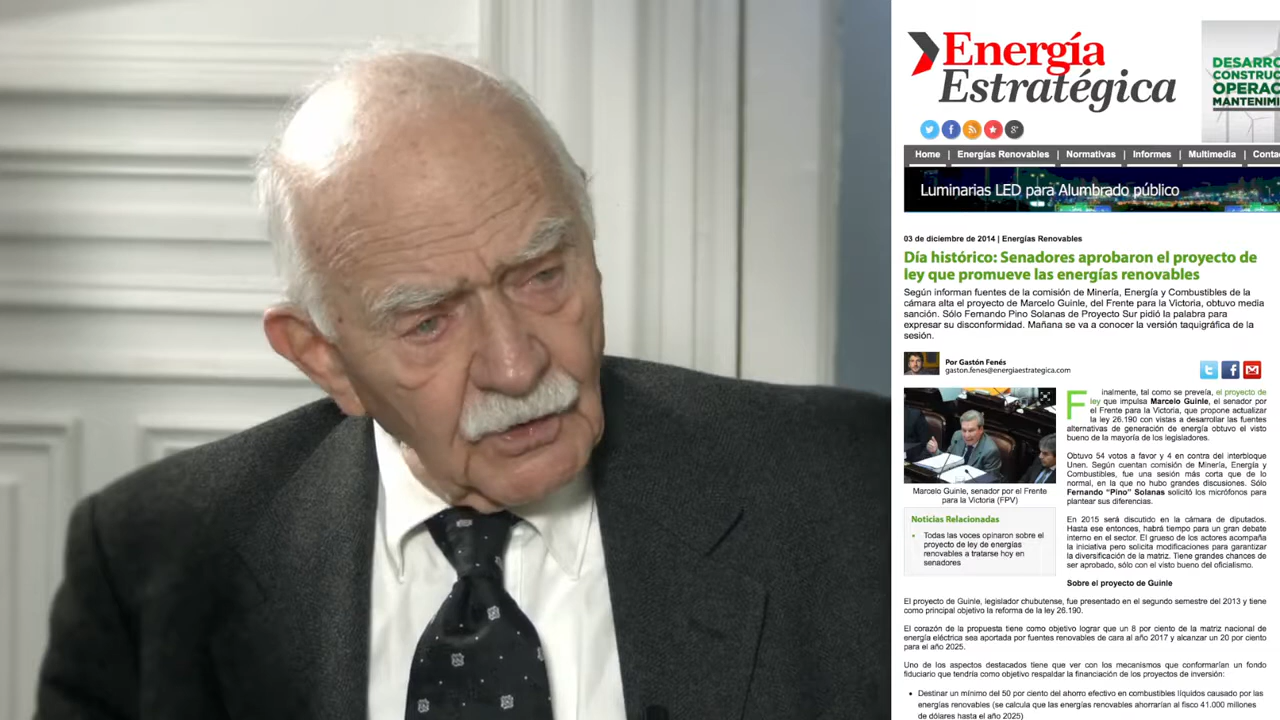 Energía
Estratégica
DESARRO
CONSTRUC
OPERAC
MANTENIMI
Home | Energías Renovables | Normativas | Informes | Multimedia | Contac
Luminarias LED para Alumbrado público
03 de diciembre de 2014 | Energías Renovables
Día histórico: Senadores aprobaron el proyecto de
ley que promueve las energías renovables
Según informan fuentes de la comisión de Minería, Energía y Combustibles de la
cámara alta el proyecto de Marcelo Guinle, del Frente para la Victoria, obtuvo media
sanción. Sólo Fernando Pino Solanas de Proyecto Sur pidió la palabra para
expresar su disconformidad. Mañana se va a conocer la versión taquigráfica de la
sesión.
Por Gastón Fenés
gaston.fenes@energiaestrategica.com
Marcelo Guinle, senador por el Frente
para la Victoria (FPV)
Noticias Relacionadas
• Todas las voces opinaron sobre el
proyecto de ley de energías
renovables a tratarse hoy en
senadores
Finalmente, tal como se preveía, el proyecto de
ley que impulsa Marcelo Guinle, el senador por
el Frente para la Victoria, que propone actualizar
la ley 26.190 con vistas a desarrollar las fuentes
alternativas de generación de energía obtuvo el visto
bueno de la mayoría de los legisladores.
Obtuvo 54 votos a favor y 4 en contra del interbloque
Unen. Según cuentan comisión de Minería, Energía y
Combustibles, fue una sesión más corta que de lo
normal, en la que no hubo grandes discusiones. Sólo
Fernando “Pino” Solanas solicitó los micrófonos para
plantear sus diferencias.
En 2015 será discutido en la cámara de diputados.
Hasta ese entonces, habrá tiempo para un gran debate
interno en el sector. El grueso de los actores acompaña
la iniciativa pero solicita modificaciones para garantizar
la diversificación de la matriz. Tiene grandes chances de
ser aprobado, sólo con el visto bueno del oficialismo.
Sobre el proyecto de Guinle
El proyecto de Guinle, legislador chubutense, fue presentado en el segundo semestre del 2013 y tiene
como principal objetivo la reforma de la ley 26.190.
El corazón de la propuesta tiene como objetivo lograr que un 8 por ciento de la matriz nacional de
energía eléctrica sea aportada por fuentes renovables de cara al año 2017 y alcanzar un 20 por ciento
para el año 2025.
Uno de los aspectos destacados tiene que ver con los mecanismos que conformarían un fondo
fiduciario que tendría como objetivo respaldar la financiación de los proyectos de inversión:
• Destinar un mínimo del 50 por ciento del ahorro efectivo en combustibles líquidos causado por las
energías renovables (se calcula que las energías renovables ahorrarían al fisco 41.000 millones
de dólares hasta el año 2025)